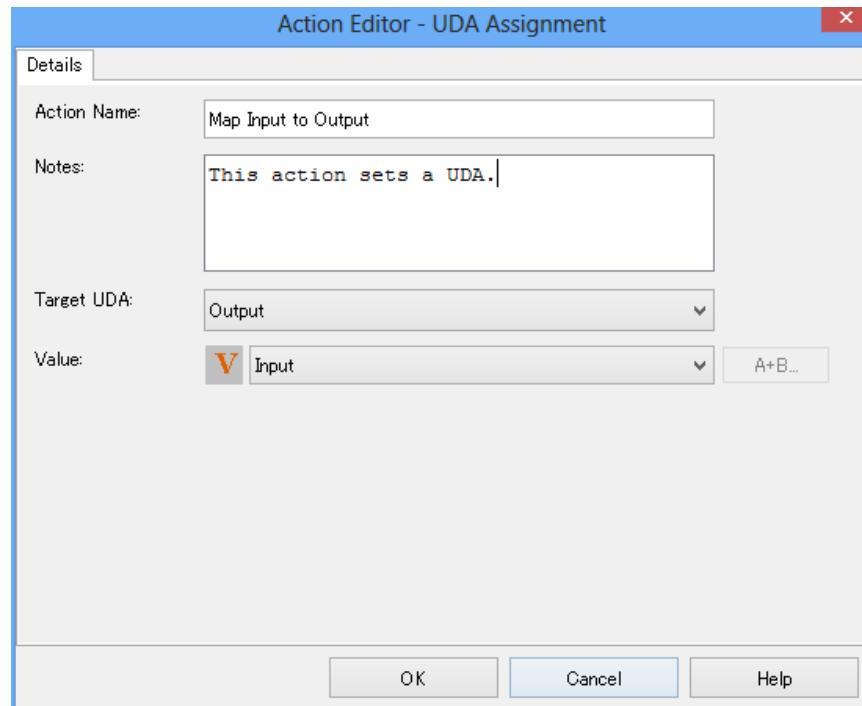 Action Editor - UDA Assignment
Details
Action Name:
Map Input to Output
Notes:
This action sets a UDA.
Target UDA:
Output
Value:
V
Input
A+B...
OK
Cancel
Help